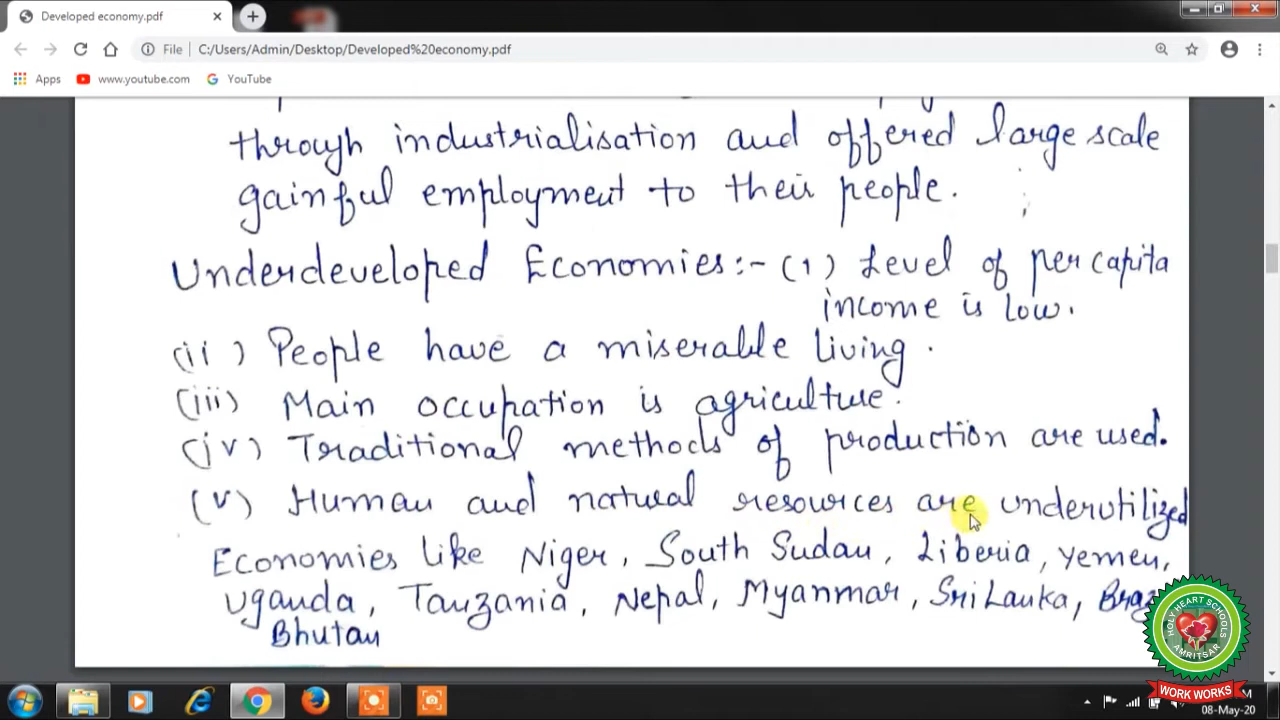 Developed economy.pdf
File
C:/Users/Admin/Desktop/Developed%20economy.pdf
Apps
www.youtube.com
YouTube
through industrialisation and offered large scale
gainful employment to their people.
Underdeveloped Economies:- (1) Level of per capita
income is low.
(ii) People have a miserable living.
(iii) Main occupation is agriculture.
(iv) Traditional methods of production are used.
(v) Human and natural resources are underutilized
Economies like Niger, South Sudan, Liberia, Yemen,
Uganda, Tanzania, Nepal, Myanmar, Sri Lanka,
Bhutan
HOLY HEART SCHOOLS
AMRITSAR
WORK WORKS
08-May-20